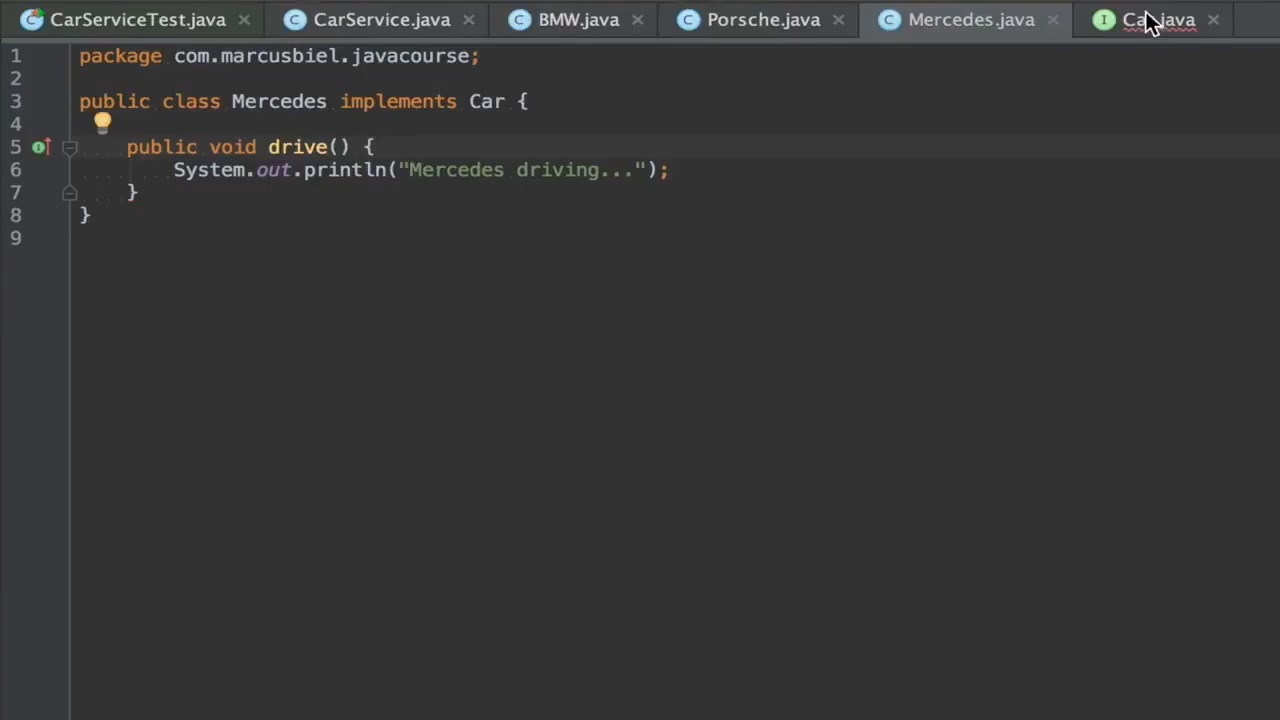 CarServiceTest.java CarService.java BMW.java Porsche.java Mercedes.java Car.java
1 package com.marcusbiel.javacourse;
2
3 public class Mercedes implements Car {
4
5 public void drive() {
6 System.out.println("Mercedes driving...");
7 }
8 }
9